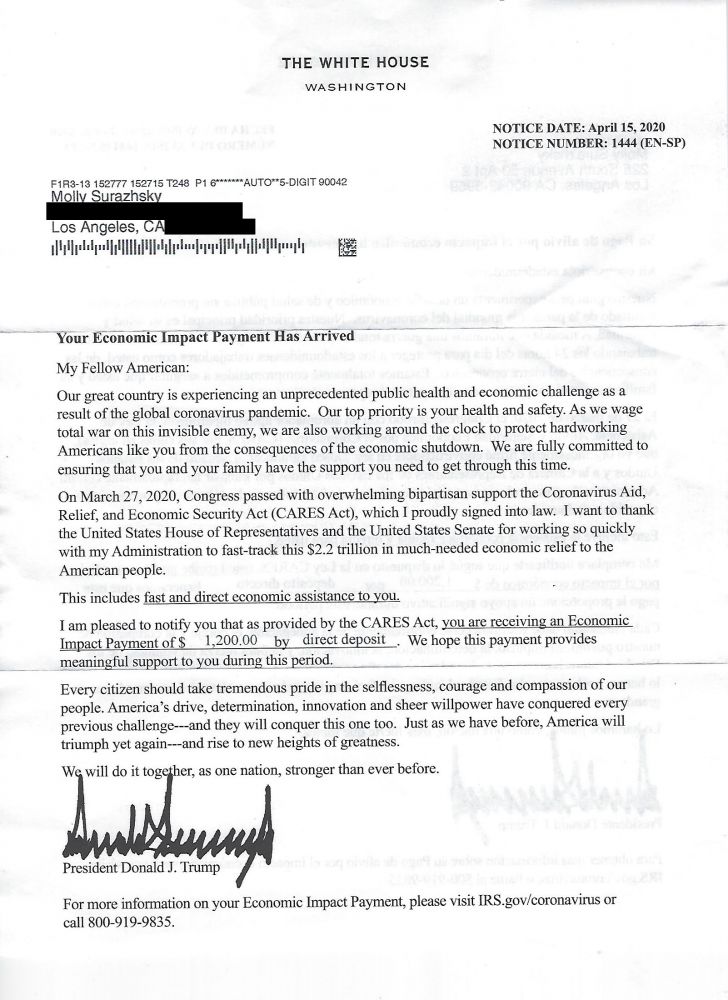 THE WHITE HOUSE
WASHINGTON
NOTICE DATE: April 15, 2020
NOTICE NUMBER: 1444 (EN-SP)
F1R3-13 152777 152715 T248 P1 6*******AUTO**5-DIGIT 90042
Molly Surazhsky
Los Angeles, CA
Your Economic Impact Payment Has Arrived
My Fellow American:
Our great country is experiencing an unprecedented public health and economic challenge as a
result of the global coronavirus pandemic. Our top priority is your health and safety. As we wage
total war on this invisible enemy, we are also working around the clock to protect hardworking
Americans like you from the consequences of the economic shutdown. We are fully committed to
ensuring that you and your family have the support you need to get through this time.
On March 27, 2020, Congress passed with overwhelming bipartisan support the Coronavirus Aid,
Relief, and Economic Security Act (CARES Act), which I proudly signed into law. I want to thank
the United States House of Representatives and the United States Senate for working so quickly
with my Administration to fast-track this $2.2 trillion in much-needed economic relief to the
American people.
This includes fast and direct economic assistance to you.
I am pleased to notify you that as provided by the CARES Act, you are receiving an Economic
Impact Payment of $ 1,200.00 by direct deposit . We hope this payment provides
meaningful support to you during this period.
Every citizen should take tremendous pride in the selflessness, courage and compassion of our
people. America's drive, determination, innovation and sheer willpower have conquered every
previous challenge---and they will conquer this one too. Just as we have before, America will
triumph yet again---and rise to new heights of greatness.
We will do it together, as one nation, stronger than ever before.
President Donald J. Trump
For more information on your Economic Impact Payment, please visit IRS.gov/coronavirus or
call 800-919-9835.